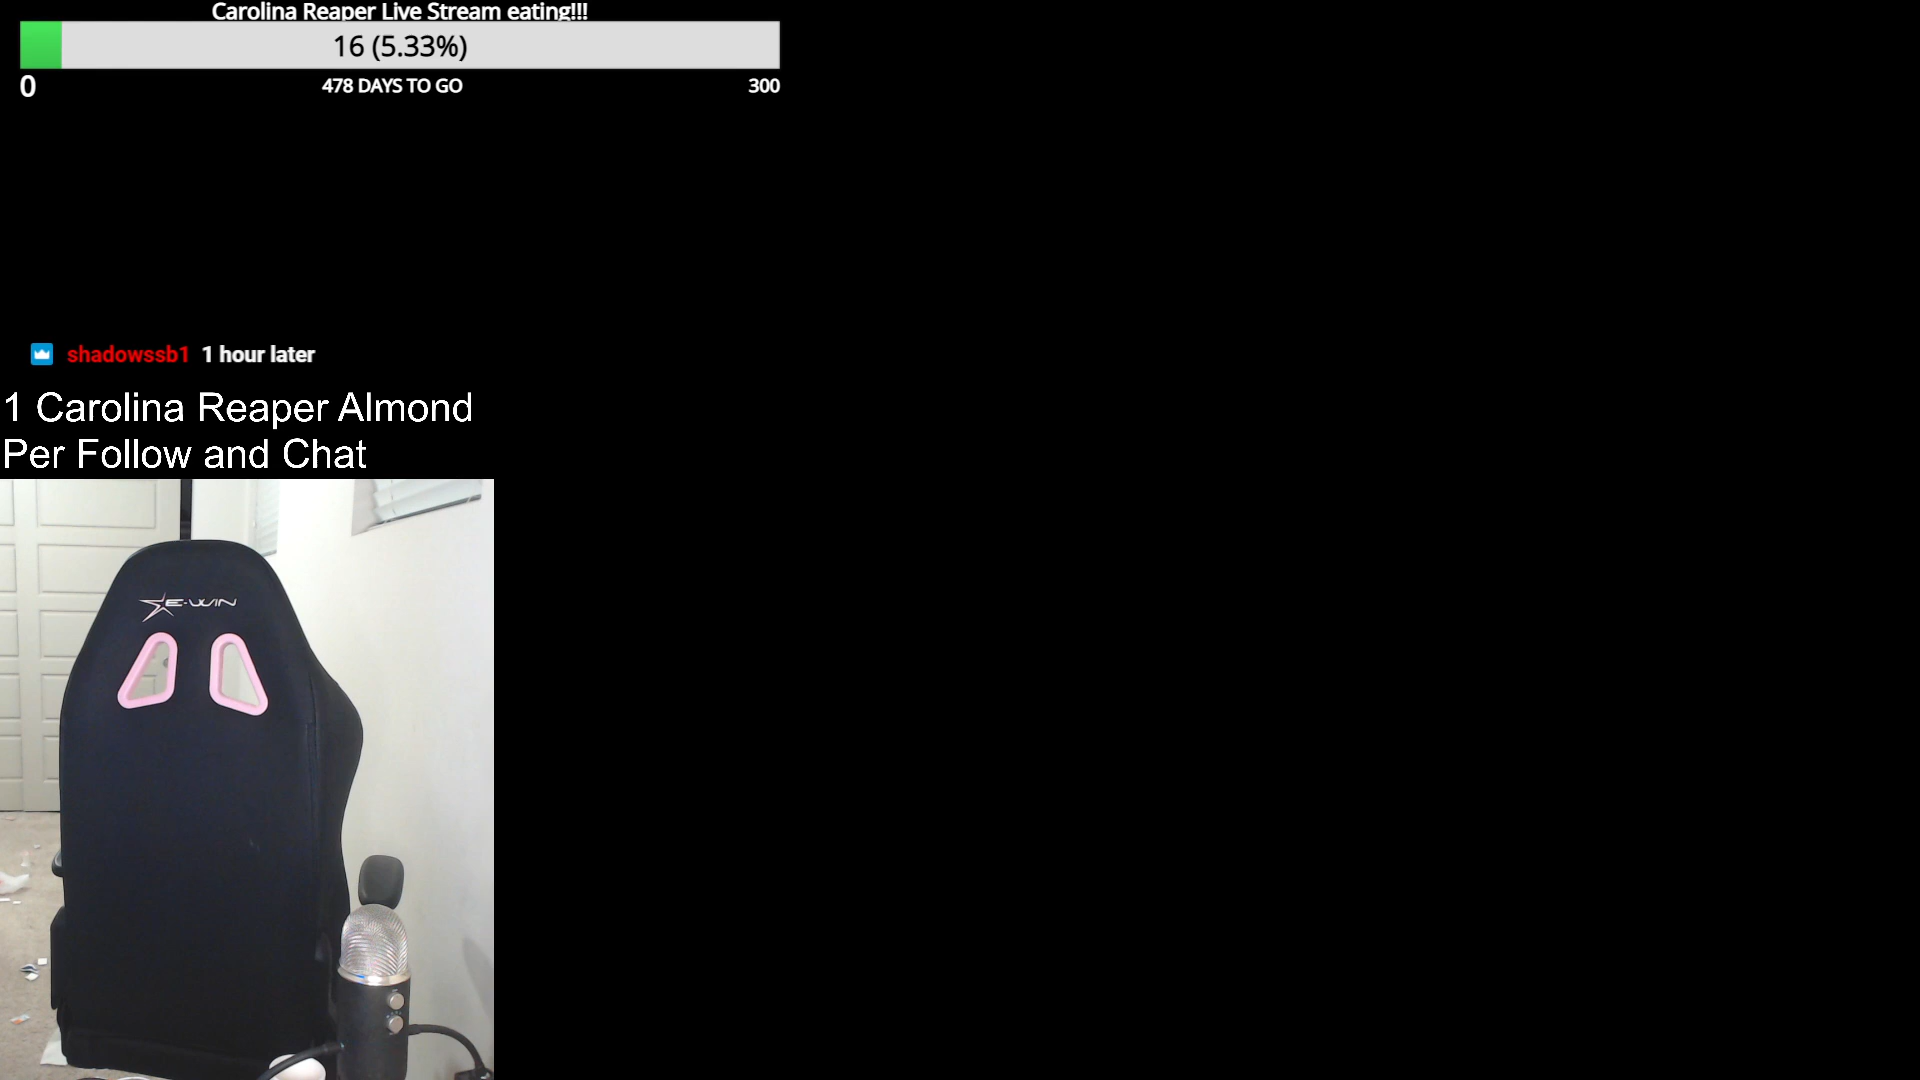 Carolina Reaper Live Stream eating!!!
16 (5.33%)
0 478 DAYS TO GO 300
shadowssb1 1 hour later
1 Carolina Reaper Almond
Per Follow and Chat
E-WIN